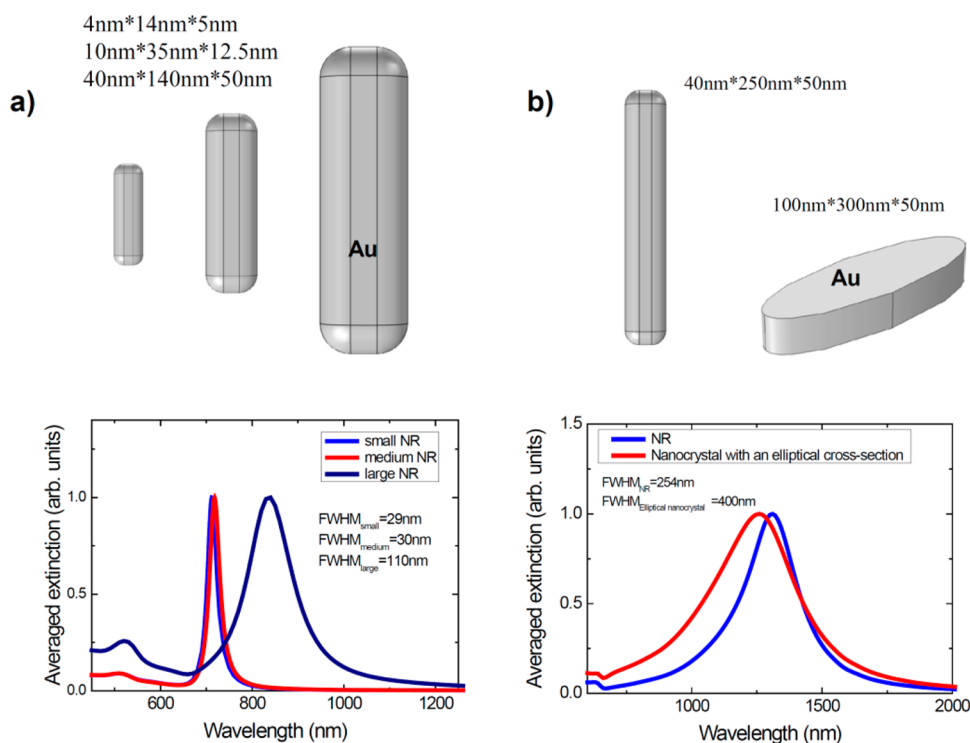 4nm*14nm*5nm
10nm*35nm*12.5nm
40nm*140nm*50nm
a)
Au
b)
40nm*250nm*50nm
100nm*300nm*50nm
Au
Averaged extinction (arb. units)
1.0
0.5
0.0
small NR
medium NR
large NR
FWHMsmall=29nm
FWHMmedium=30nm
FWHMlarge=110nm
600
800
1000
1200
Wavelength (nm)
Averaged extinction (arb. units)
1.5
1.0
0.5
0.0
NR
Nanocrystal with an elliptical cross-section
FWHMNR=254nm
FWHMElliptical nanocrystal =400nm
1000
1500
2000
Wavelength (nm)